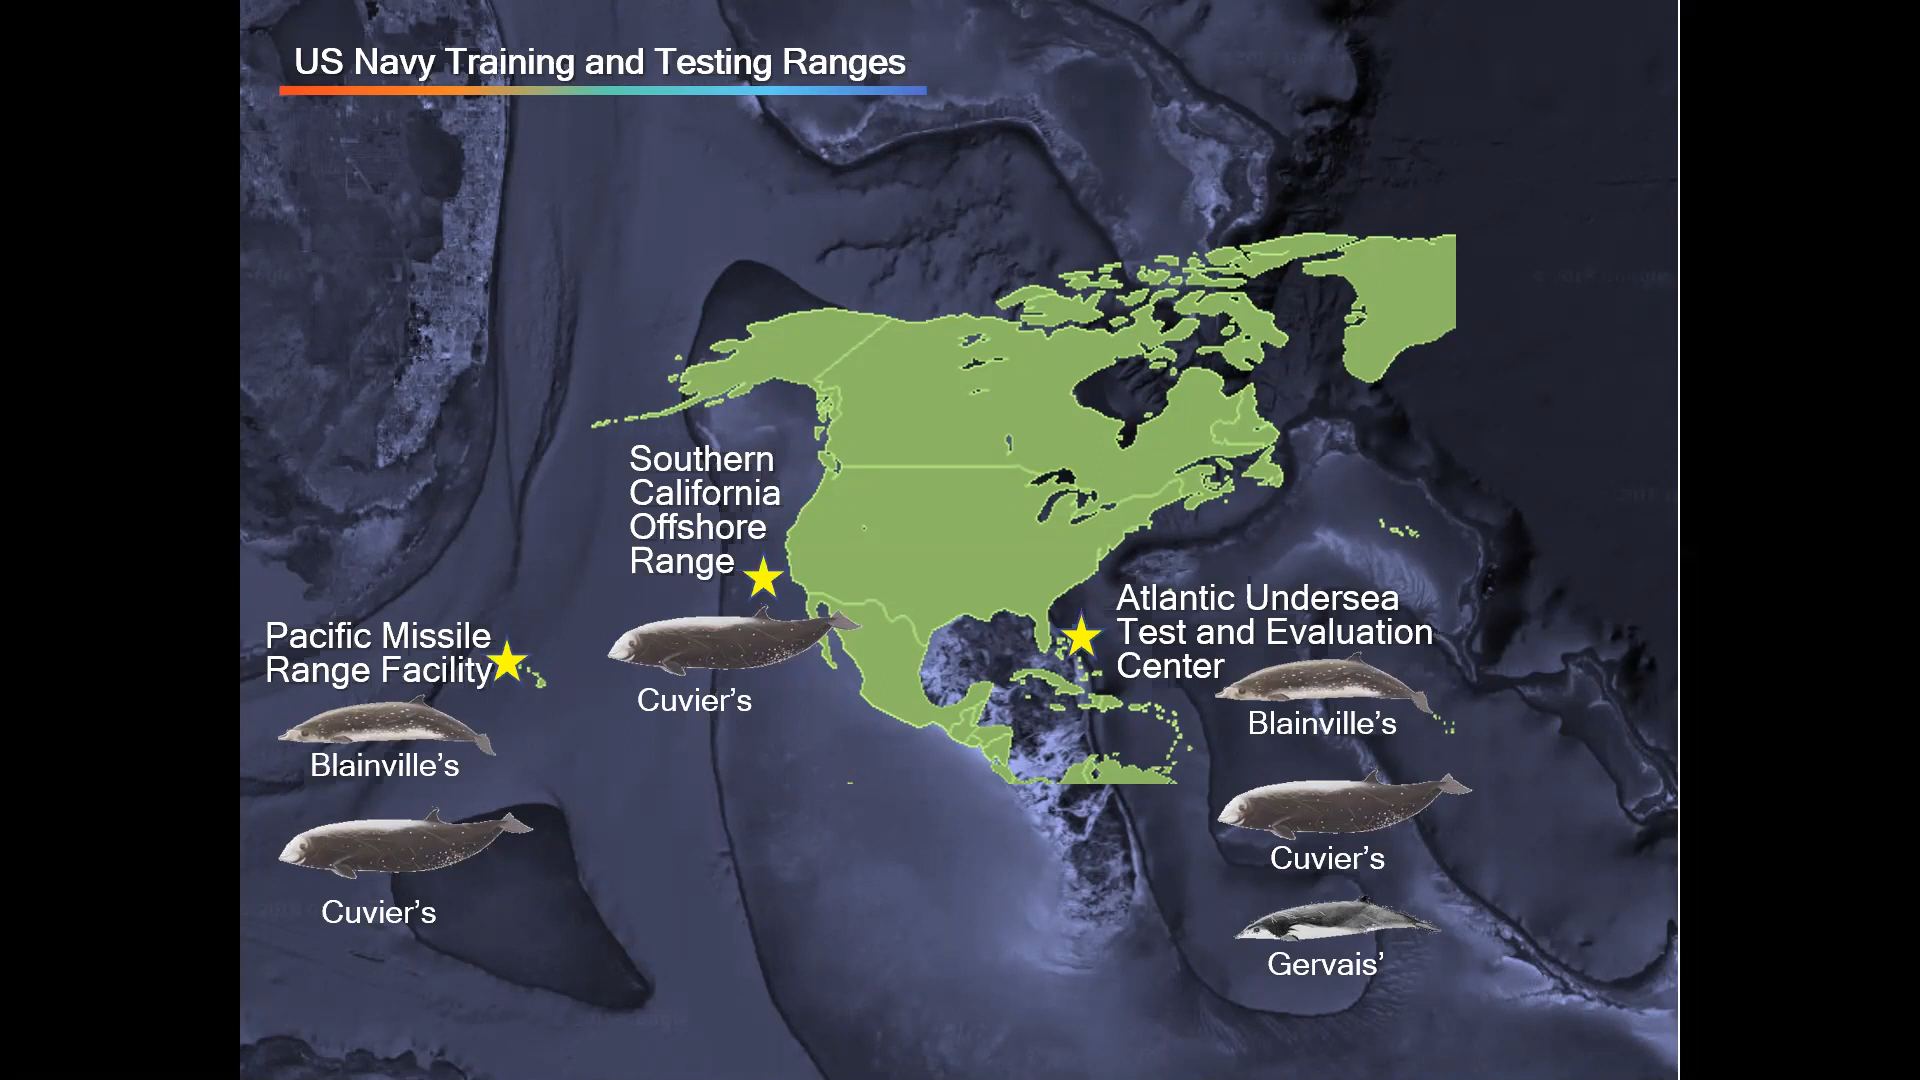 US Navy Training and Testing Ranges
Southern
California
Offshore
Range
Cuvier's
Pacific Missile
Range Facility
Blainville's
Cuvier's
Atlantic Undersea
Test and Evaluation
Center
Blainville's
Cuvier's
Gervais'